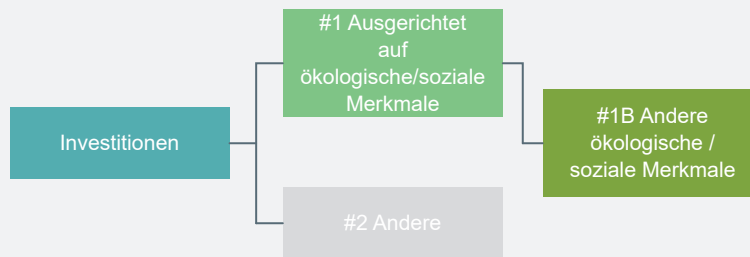 #1 Ausgerichtet
auf
ökologische/soziale
Merkmale
Investitionen
#1B Andere
ökologische /
soziale Merkmale
#2 Andere